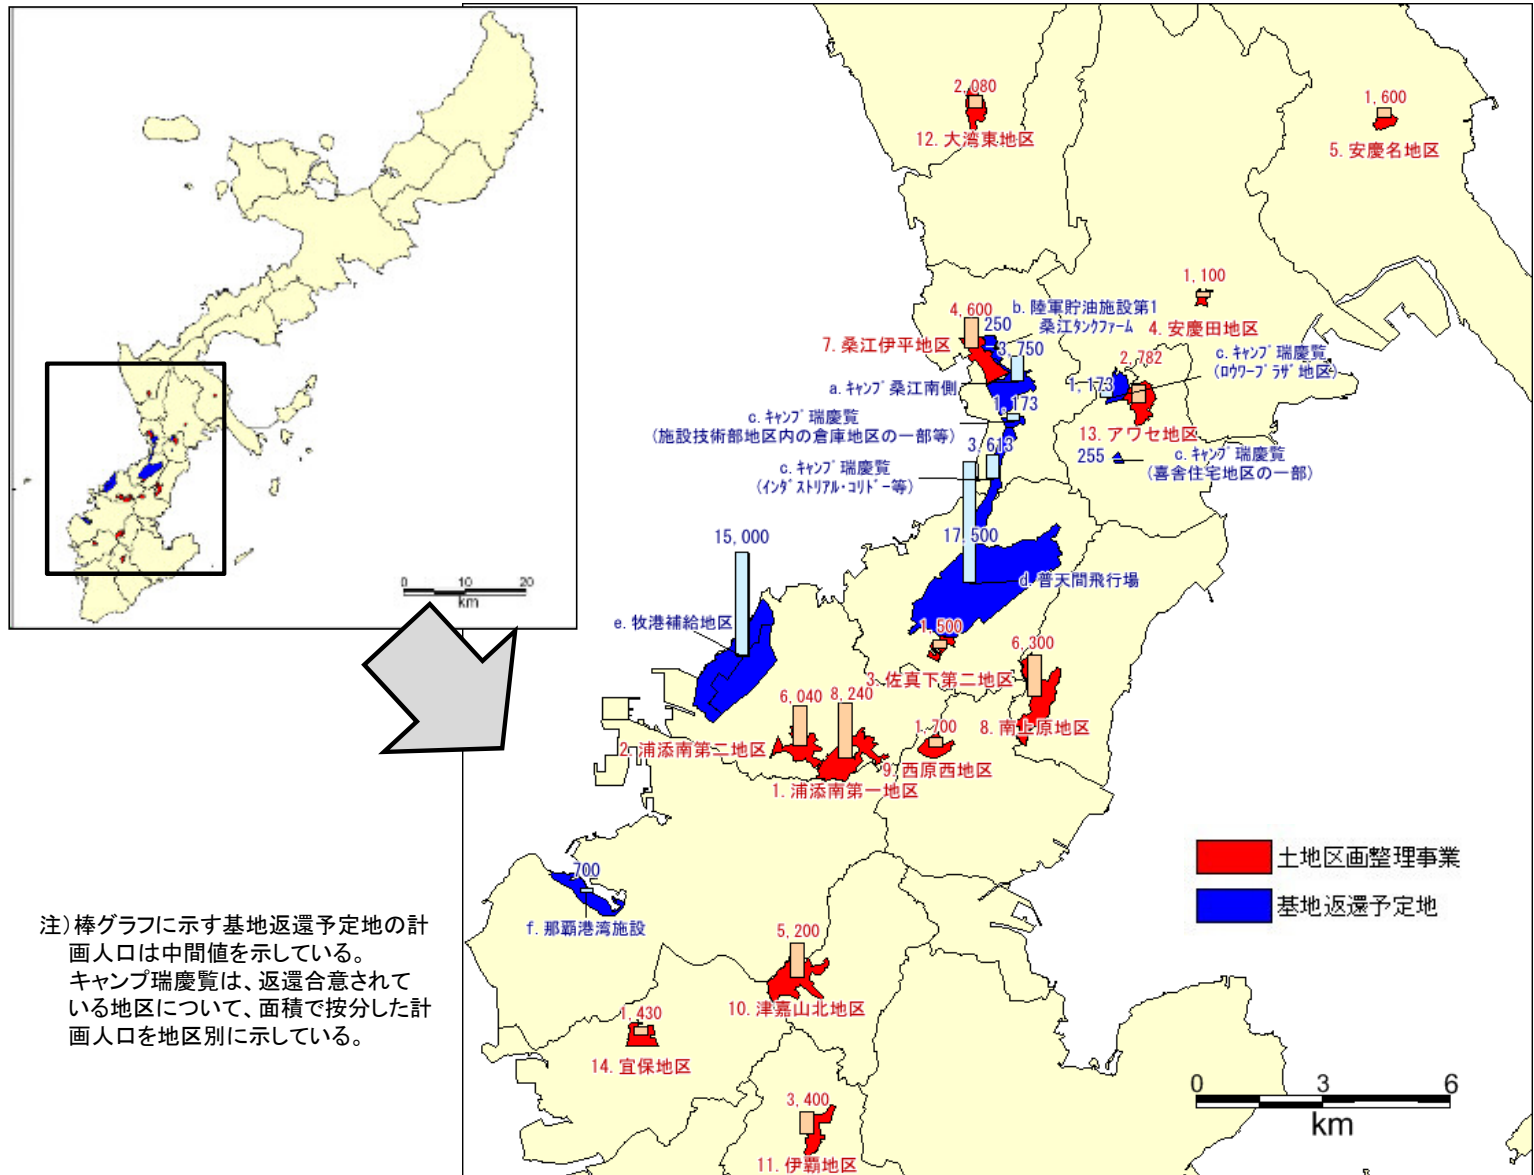 2,080
12. 大湾東地区
1,600
5. 安慶名地区
1,100
4. 安慶田地区
4,600
7. 桑江伊平地区
250
b. 陸軍貯油施設第1
桑江タンクファーム
3,750
a. キャンプ桑江南側
2,782
1,173
c. キャンプ瑞慶覧
(ロウワープラザ地区)
13. アワセ地区
1,173
c. キャンプ瑞慶覧
(施設技術部地区内の倉庫地区の一部等)
255
c. キャンプ瑞慶覧
(喜舎住宅地区の一部)
3,613
c. キャンプ瑞慶覧
(インダストリアル・コリドー等)
17,500
d. 普天間飛行場
15,000
e. 牧港補給地区
1,500
3. 佐真下第二地区
6,300
8. 南上原地区
6,040
2. 浦添南第二地区
8,240
1. 浦添南第一地区
1,700
9. 西原西地区
700
f. 那覇港湾施設
5,200
10. 津嘉山北地区
1,430
14. 宜保地区
3,400
11. 伊覇地区
0 10 20
km
土地区画整理事業
基地返還予定地
注)棒グラフに示す基地返還予定地の計
画人口は中間値を示している。
キャンプ瑞慶覧は、返還合意されて
いる地区について、面積で按分した計
画人口を地区別に示している。
0 3 6
km